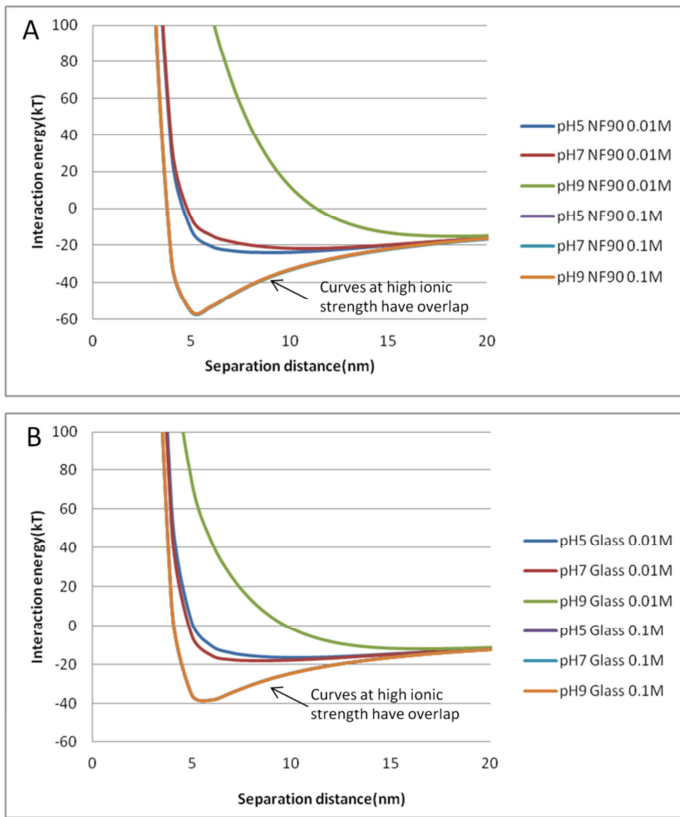 A
100
80
60
40
20
0
-20
-40
-60
Interaction energy(kT)
0
5
10
15
20
Separation distance(nm)
Curves at high ionic
strength have overlap
pH5 NF90 0.01M
pH7 NF90 0.01M
pH9 NF90 0.01M
pH5 NF90 0.1M
pH7 NF90 0.1M
pH9 NF90 0.1M
B
100
80
60
40
20
0
-20
-40
-60
Interaction energy(kT)
0
5
10
15
20
Separation distance(nm)
Curves at high ionic
strength have overlap
pH5 Glass 0.01M
pH7 Glass 0.01M
pH9 Glass 0.01M
pH5 Glass 0.1M
pH7 Glass 0.1M
pH9 Glass 0.1M